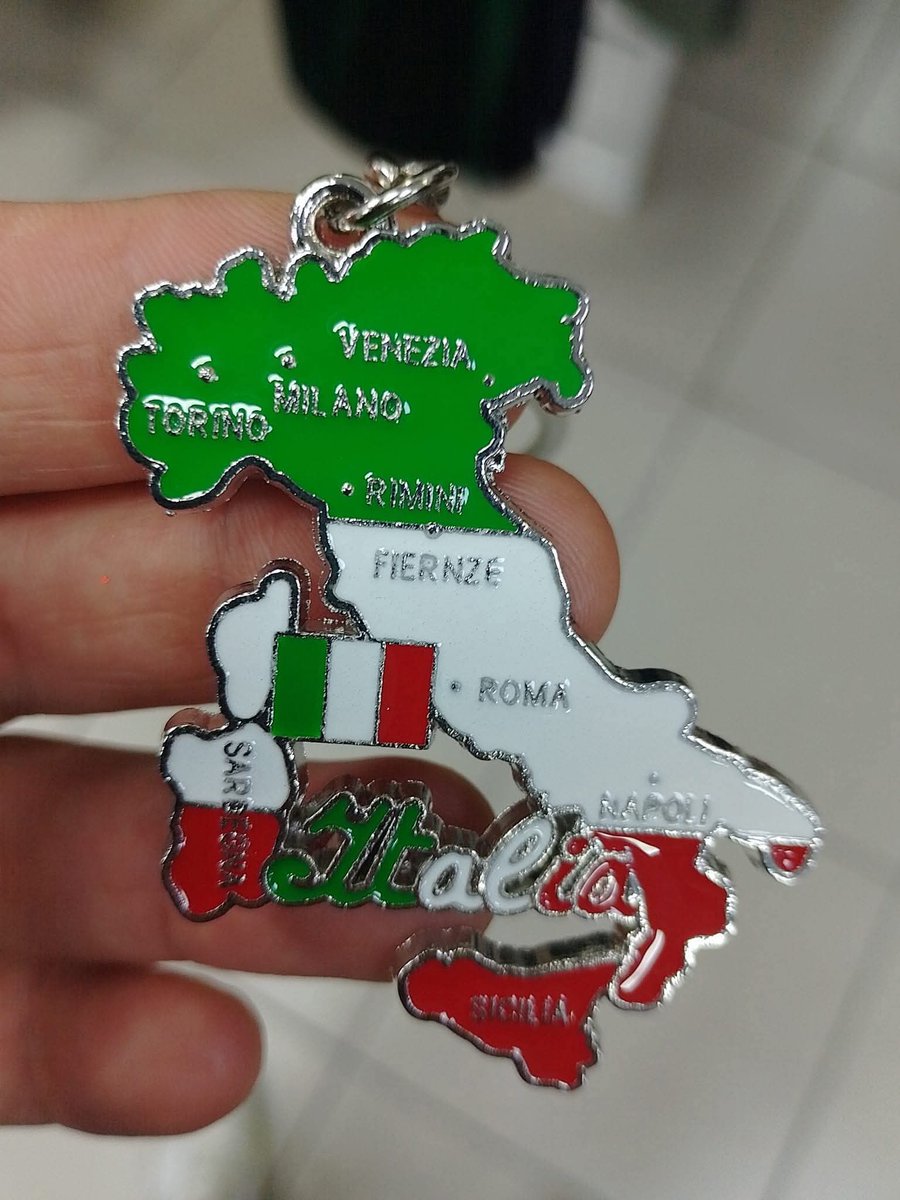 VENEZIA
MILANO
TORINO
RIMINI
FIERNZE
ROMA
SARDEGNA
NAPOLI
Italia
SICILIA